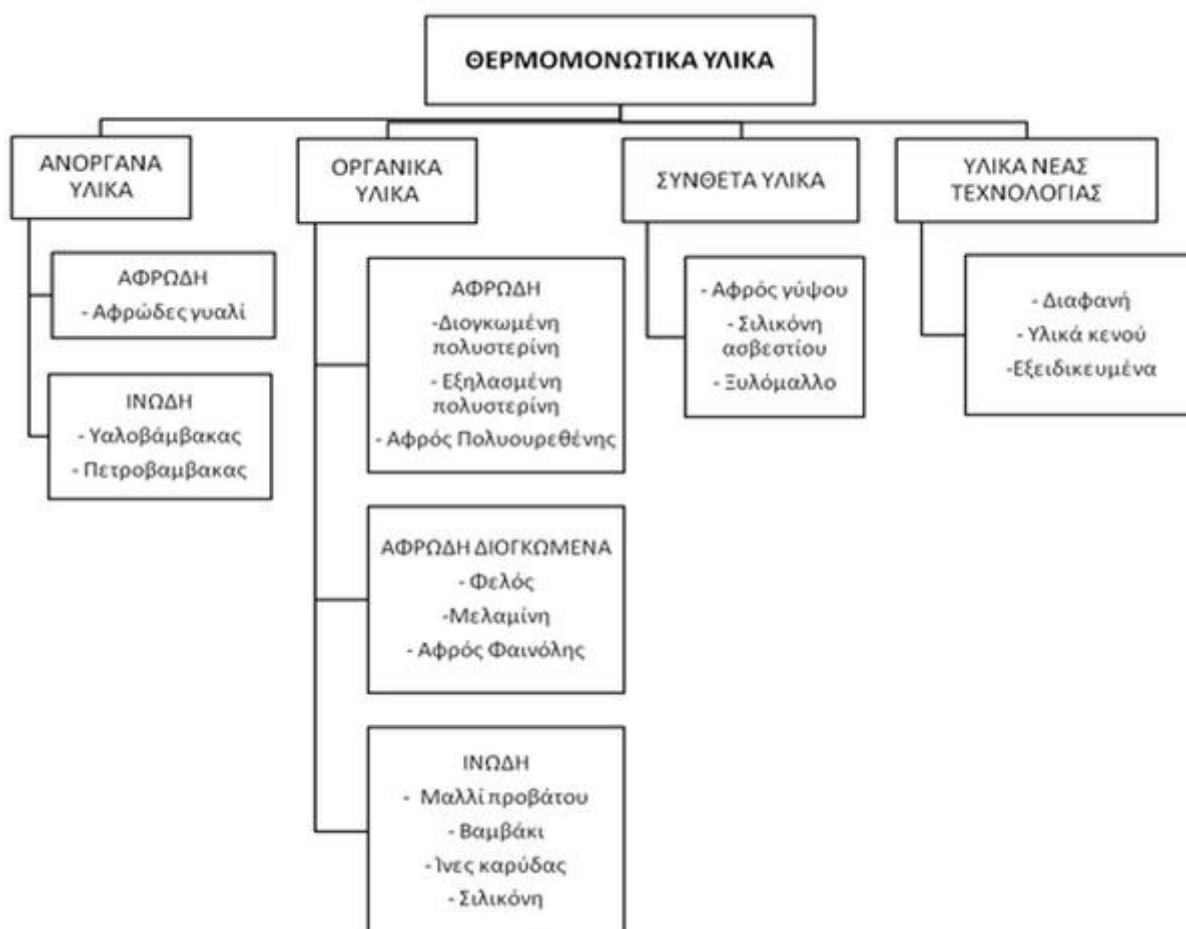 ΘΕΡΜΟΜΟΝΩΤΙΚΑ ΥΛΙΚΑ
ΑΝΟΡΓΑΝΑ
ΥΛΙΚΑ
ΑΦΡΩΔΗ
- Αφρώδες γυαλί
ΙΝΩΔΗ
- Υαλοβάμβακας
- Πετροβαμβακας
ΟΡΓΑΝΙΚΑ
ΥΛΙΚΑ
ΑΦΡΩΔΗ
-Διογκωμένη
πολυστερίνη
- Εξηλασμένη
πολυστερίνη
- Αφρός Πολυουρεθένης
ΑΦΡΩΔΗ ΔΙΟΓΚΩΜΕΝΑ
- Φελός
-Μελαμίνη
- Αφρός Φαινόλης
ΙΝΩΔΗ
- Μαλλί προβάτου
- Βαμβάκι
- Ίνες καρύδας
- Σιλικόνη
ΣΥΝΘΕΤΑ ΥΛΙΚΑ
- Αφρός γύψου
- Σιλικόνη
ασβεστίου
- Ξυλόμαλλο
ΥΛΙΚΑ ΝΕΑΣ
ΤΕΧΝΟΛΟΓΙΑΣ
- Διαφανή
- Υλικά κενού
-Εξειδικευμένα